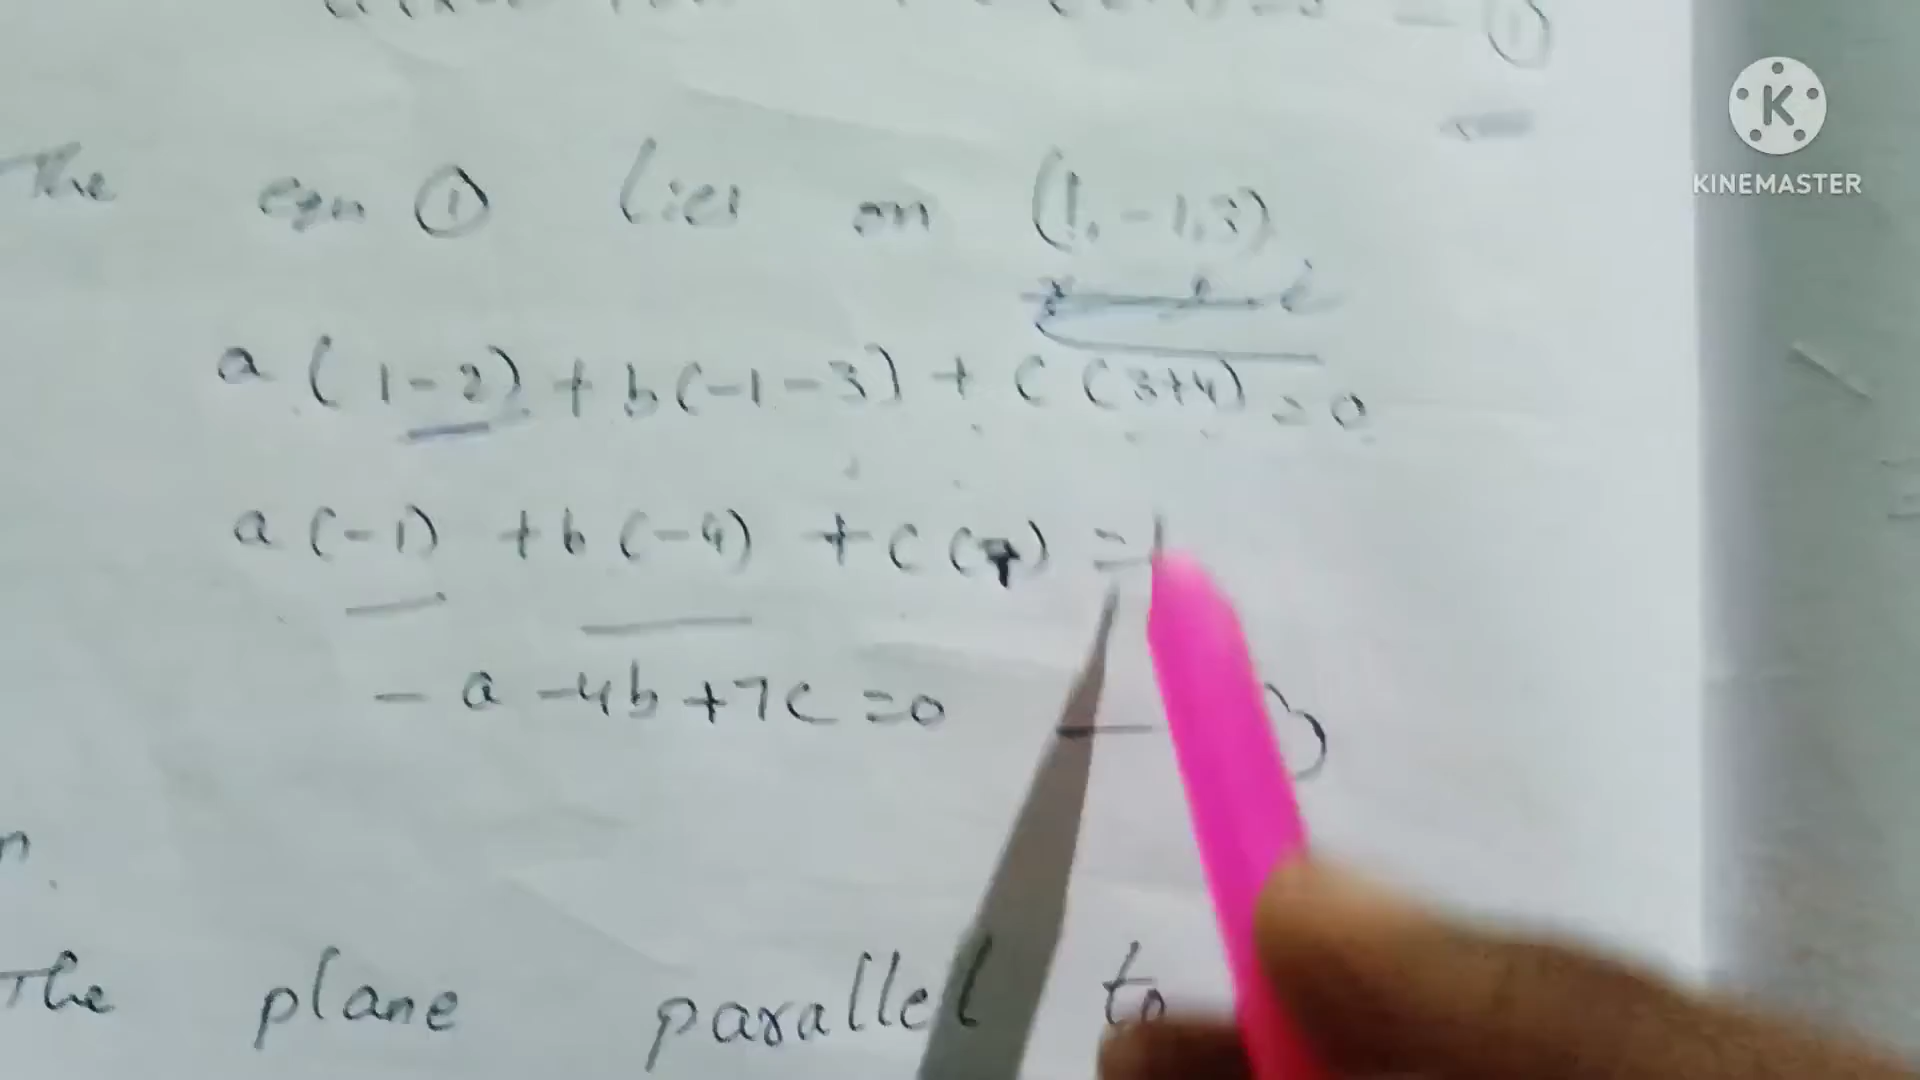 The eqn ① lies on (1, -1, 3)
a (1-2) + b(-1-3) + c (3+4) = 0
a (-1) + b (-4) + c (7) =
- a -4b +7c =0
The plane parallel to
KINEMASTER